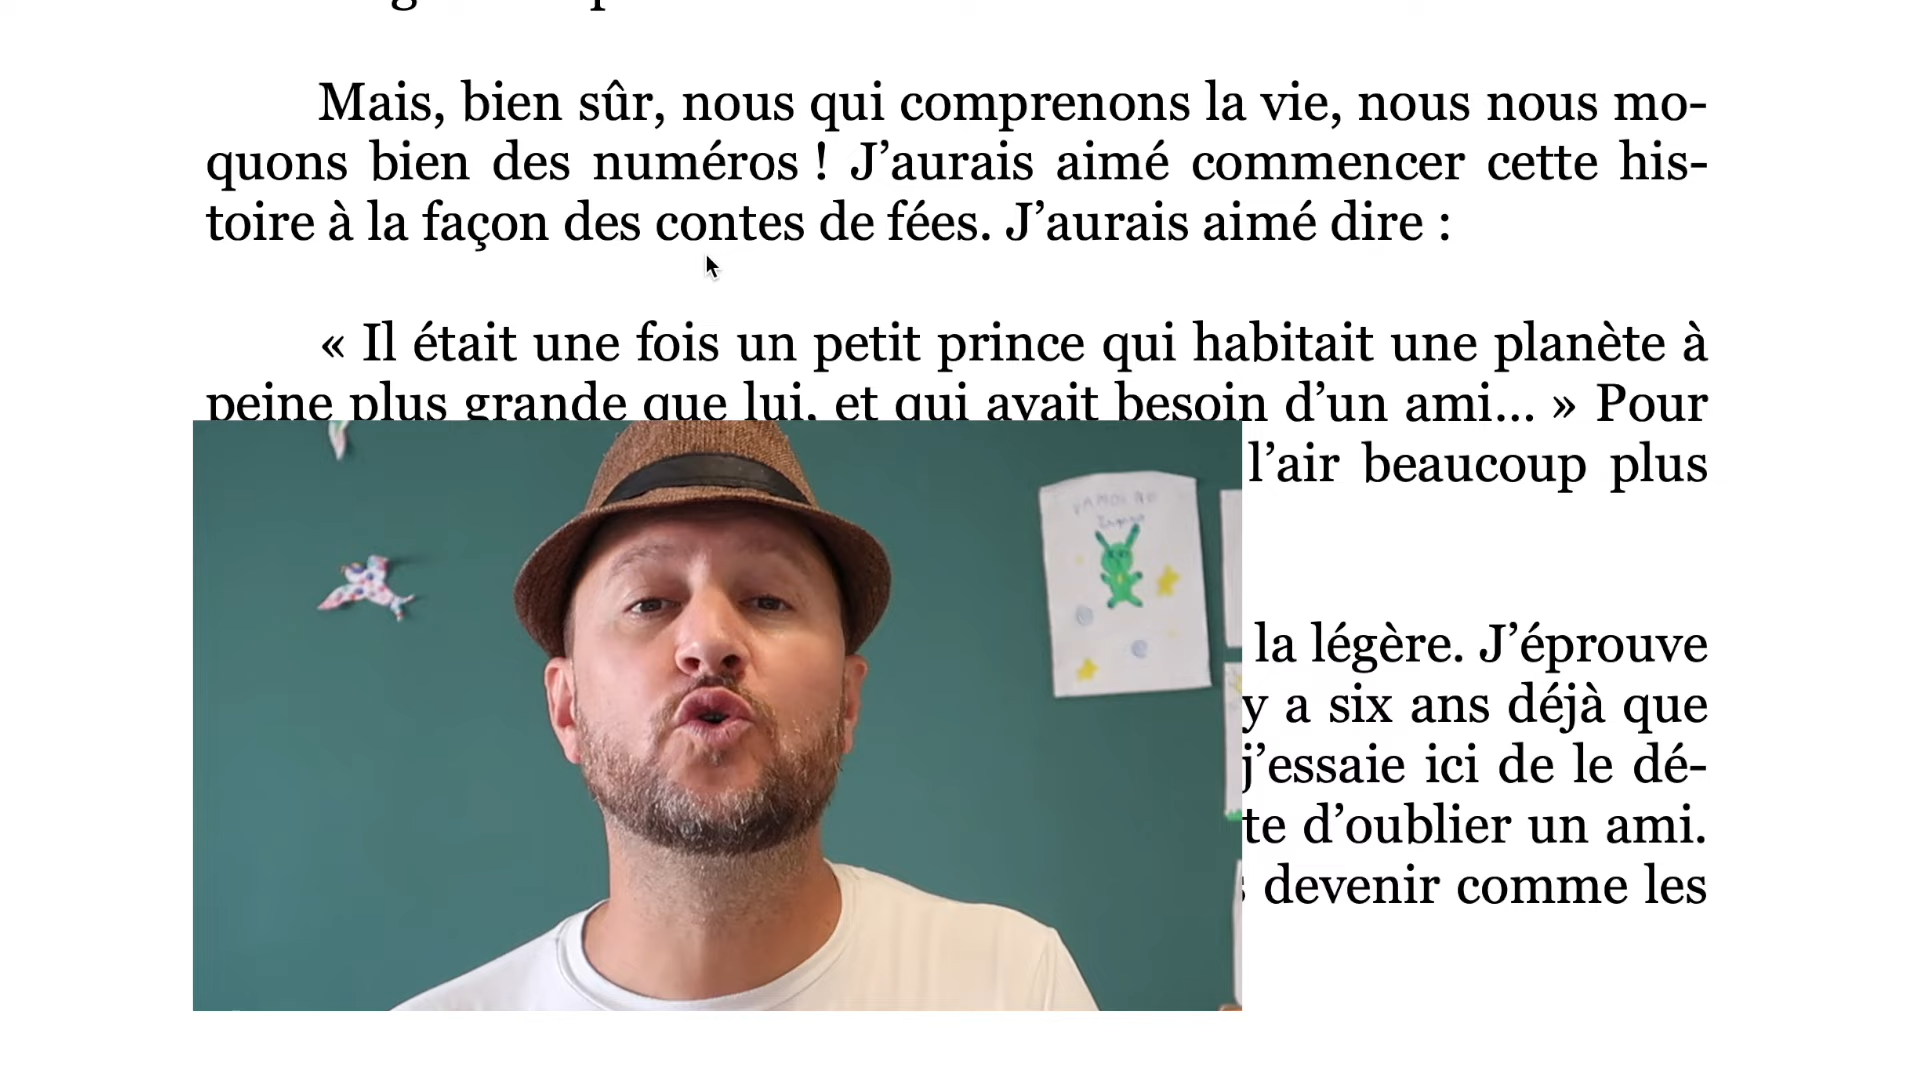 Mais, bien sûr, nous qui comprenons la vie, nous nous mo-
quons bien des numéros ! J’aurais aimé commencer cette his-
toire à la façon des contes de fées. J’aurais aimé dire :
« Il était une fois un petit prince qui habitait une planète à
peine plus grande que lui, et qui avait besoin d’un ami… » Pour
l’air beaucoup plus
la légère. J’éprouve
y a six ans déjà que
j’essaie ici de le dé-
te d’oublier un ami.
devenir comme les
VAMOS NO